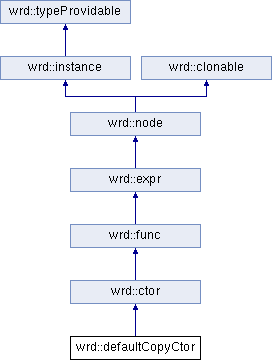 wrd::typeProvidable
wrd::instance
wrd::clonable
wrd::node
wrd::expr
wrd::func
wrd::ctor
wrd::defaultCopyCtor